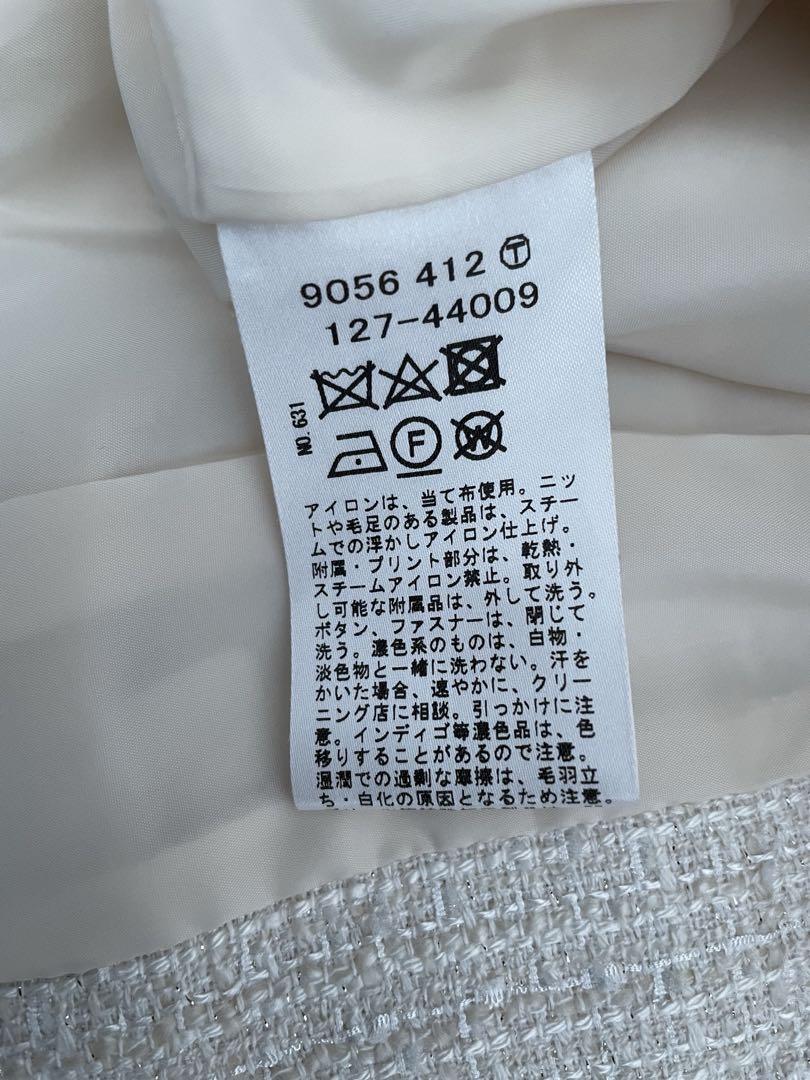 9056 412 Ⓣ
127-44009
NO.631
F
W
アイロンは、当て布使用。ニッ
トや毛足のある製品は、スチー
ムでの浮かしアイロン仕上げ。
附属・プリント部分は、乾熱・
スチームアイロン禁止。取り外
し可能な附属品は、外して洗う。
ボタン、ファスナーは、閉じて
洗う。濃色系のものは、白物・
淡色物と一緒に洗わない。汗を
かいた場合、速やかに、クリー
ニング店に相談。引っかけに注
意。インディゴ等濃色品は、色
移りすることがあるので注意。
湿潤での過剰な摩擦は、毛羽立
ち・白化の原因となるため注意。